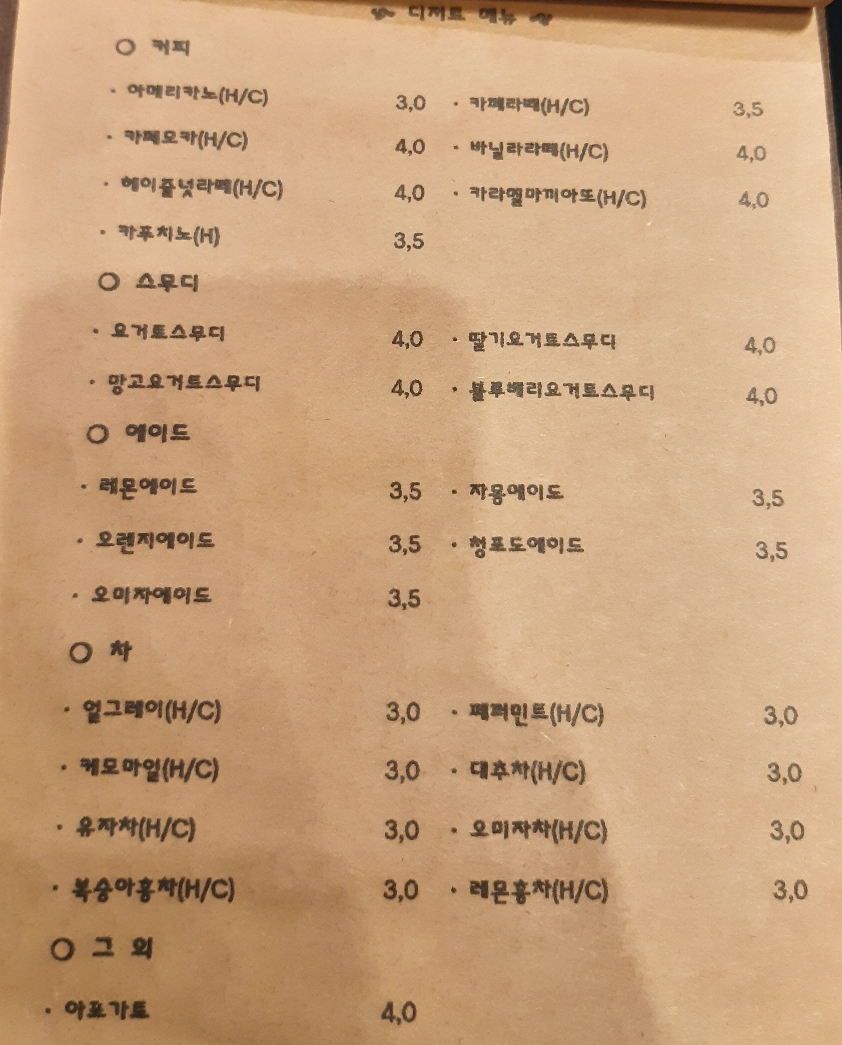 디저트 메뉴
○ 커피
· 아메리카노(H/C) 3,0 · 카페라떼(H/C) 3,5
· 카페모카(H/C) 4,0 · 바닐라라떼(H/C) 4,0
· 헤이즐넛라떼(H/C) 4,0 · 카라멜마끼아또(H/C) 4,0
· 카푸치노(H) 3,5
○ 스무디
· 요거트스무디 4,0 · 딸기요거트스무디 4,0
· 망고요거트스무디 4,0 · 블루베리요거트스무디 4,0
○ 에이드
· 레몬에이드 3,5 · 자몽에이드 3,5
· 오렌지에이드 3,5 · 청포도에이드 3,5
· 오미자에이드 3,5
○ 차
· 얼그레이(H/C) 3,0 · 페퍼민트(H/C) 3,0
· 케모마일(H/C) 3,0 · 대추차(H/C) 3,0
· 유자차(H/C) 3,0 · 오미자차(H/C) 3,0
· 복숭아홍차(H/C) 3,0 · 레몬홍차(H/C) 3,0
○ 그 외
· 아포가토 4,0